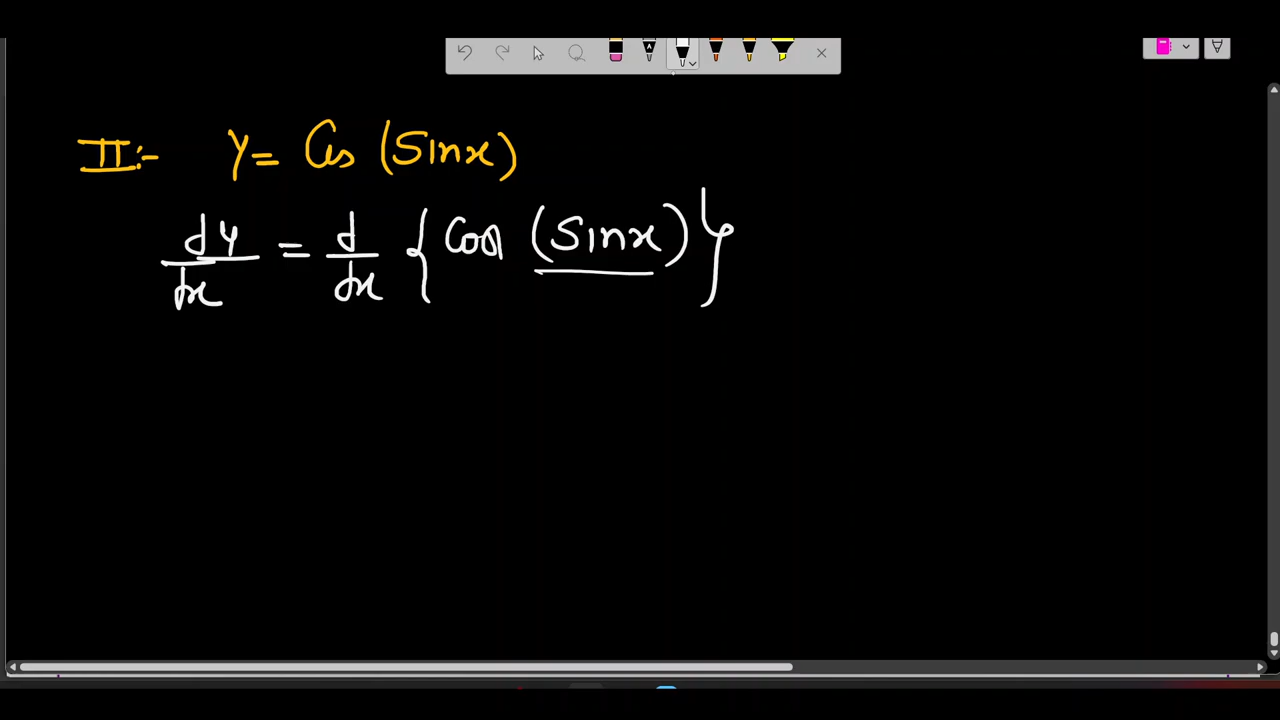 II:- y = Cos (Sinx)
dy/dx = d/dx {Cos (Sinx)}